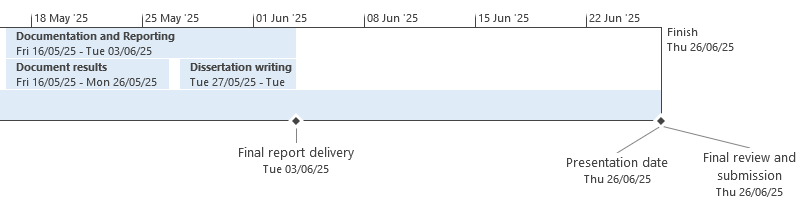 18 May '25
25 May '25
01 Jun '25
08 Jun '25
15 Jun '25
22 Jun '25
Documentation and Reporting
Fri 16/05/25 - Tue 03/06/25
Document results
Fri 16/05/25 - Mon 26/05/25
Dissertation writing
Tue 27/05/25 - Tue
Finish
Thu 26/06/25
Final report delivery
Tue 03/06/25
Presentation date
Thu 26/06/25
Final review and
submission
Thu 26/06/25